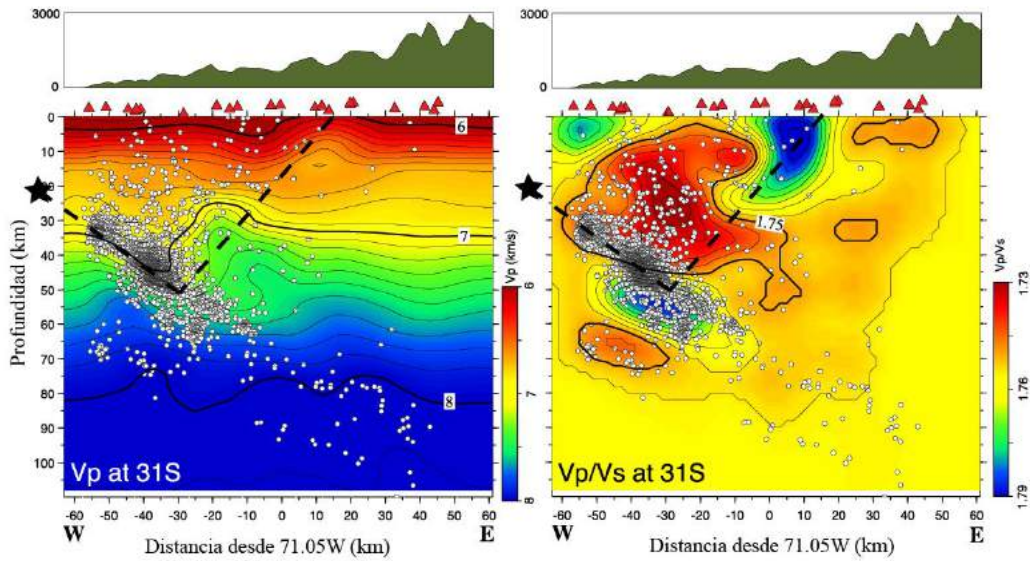 3000
0
3000
0
0
10
20
30
40
50
60
70
80
90
100
Profundidad (km)
6
7
8
Vp at 31S
6
7
8
Vp (km/s)
-60 -50 -40 -30 -20 -10 0 10 20 30 40 50 60
W E
Distancia desde 71.05W (km)
1.75
Vp/Vs at 31S
1.73
1.76
1.79
Vp/Vs
-60 -50 -40 -30 -20 -10 0 10 20 30 40 50 60
W E
Distancia desde 71.05W (km)